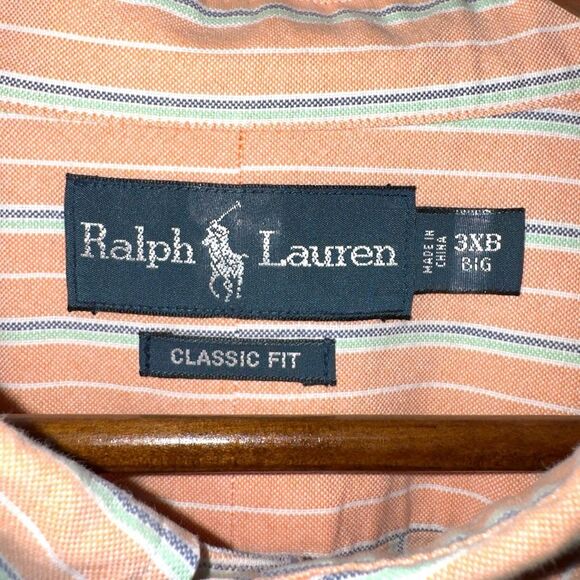 Ralph Lauren
MADE IN
CHINA
3XB
BIG
CLASSIC FIT